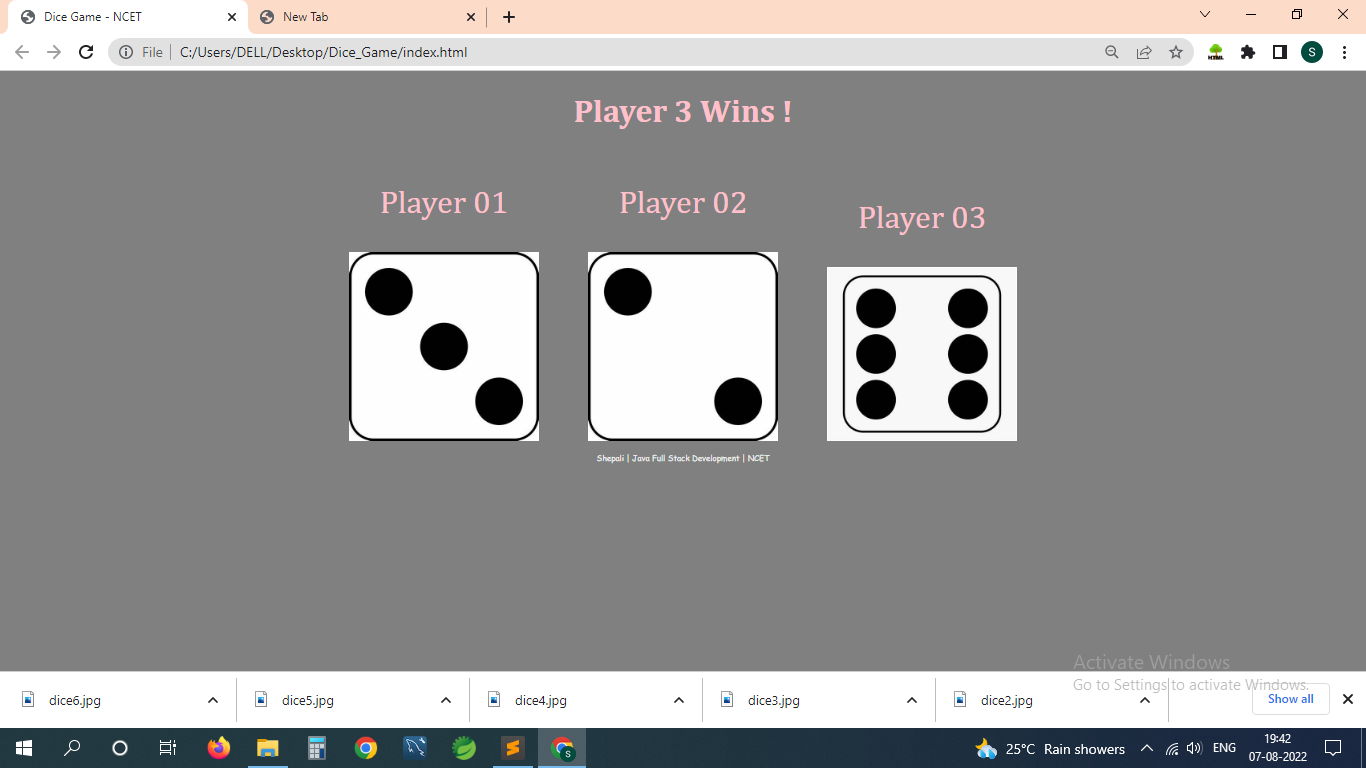 Dice Game - NCET
New Tab
File
C:/Users/DELL/Desktop/Dice_Game/index.html
HTML
S
Player 3 Wins !
Player 01
Player 02
Player 03
Shepali | Java Full Stack Development | NCET
Activate Windows
Go to Settings to activate Windows.
dice6.jpg
dice5.jpg
dice4.jpg
dice3.jpg
dice2.jpg
Show all
S
25°C Rain showers
ENG
19:42
07-08-2022